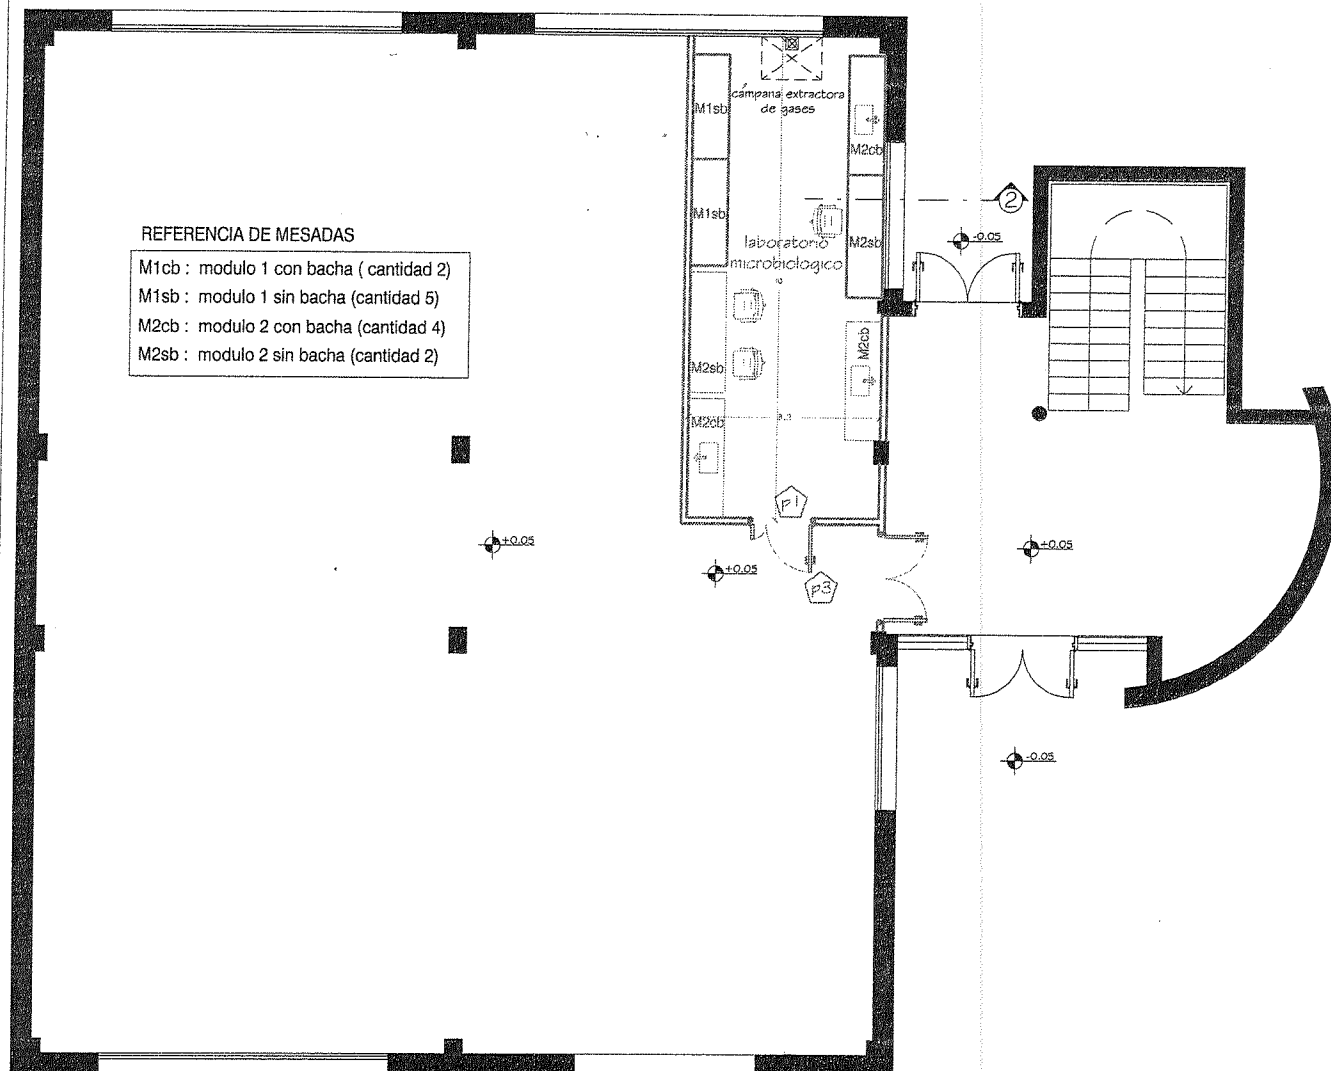 M1sb
campana extractora
de gases
M2cb
M1sb
M2sb
laboratorio
microbiologico
2
-0.05
REFERENCIA DE MESADAS
M1cb : modulo 1 con bacha ( cantidad 2)
M1sb : modulo 1 sin bacha (cantidad 5)
M2cb : modulo 2 con bacha (cantidad 4)
M2sb : modulo 2 sin bacha (cantidad 2)
M2cb
M2sb
M2cb
P1
+0.05
+0.05
+0.05
P3
-0.05